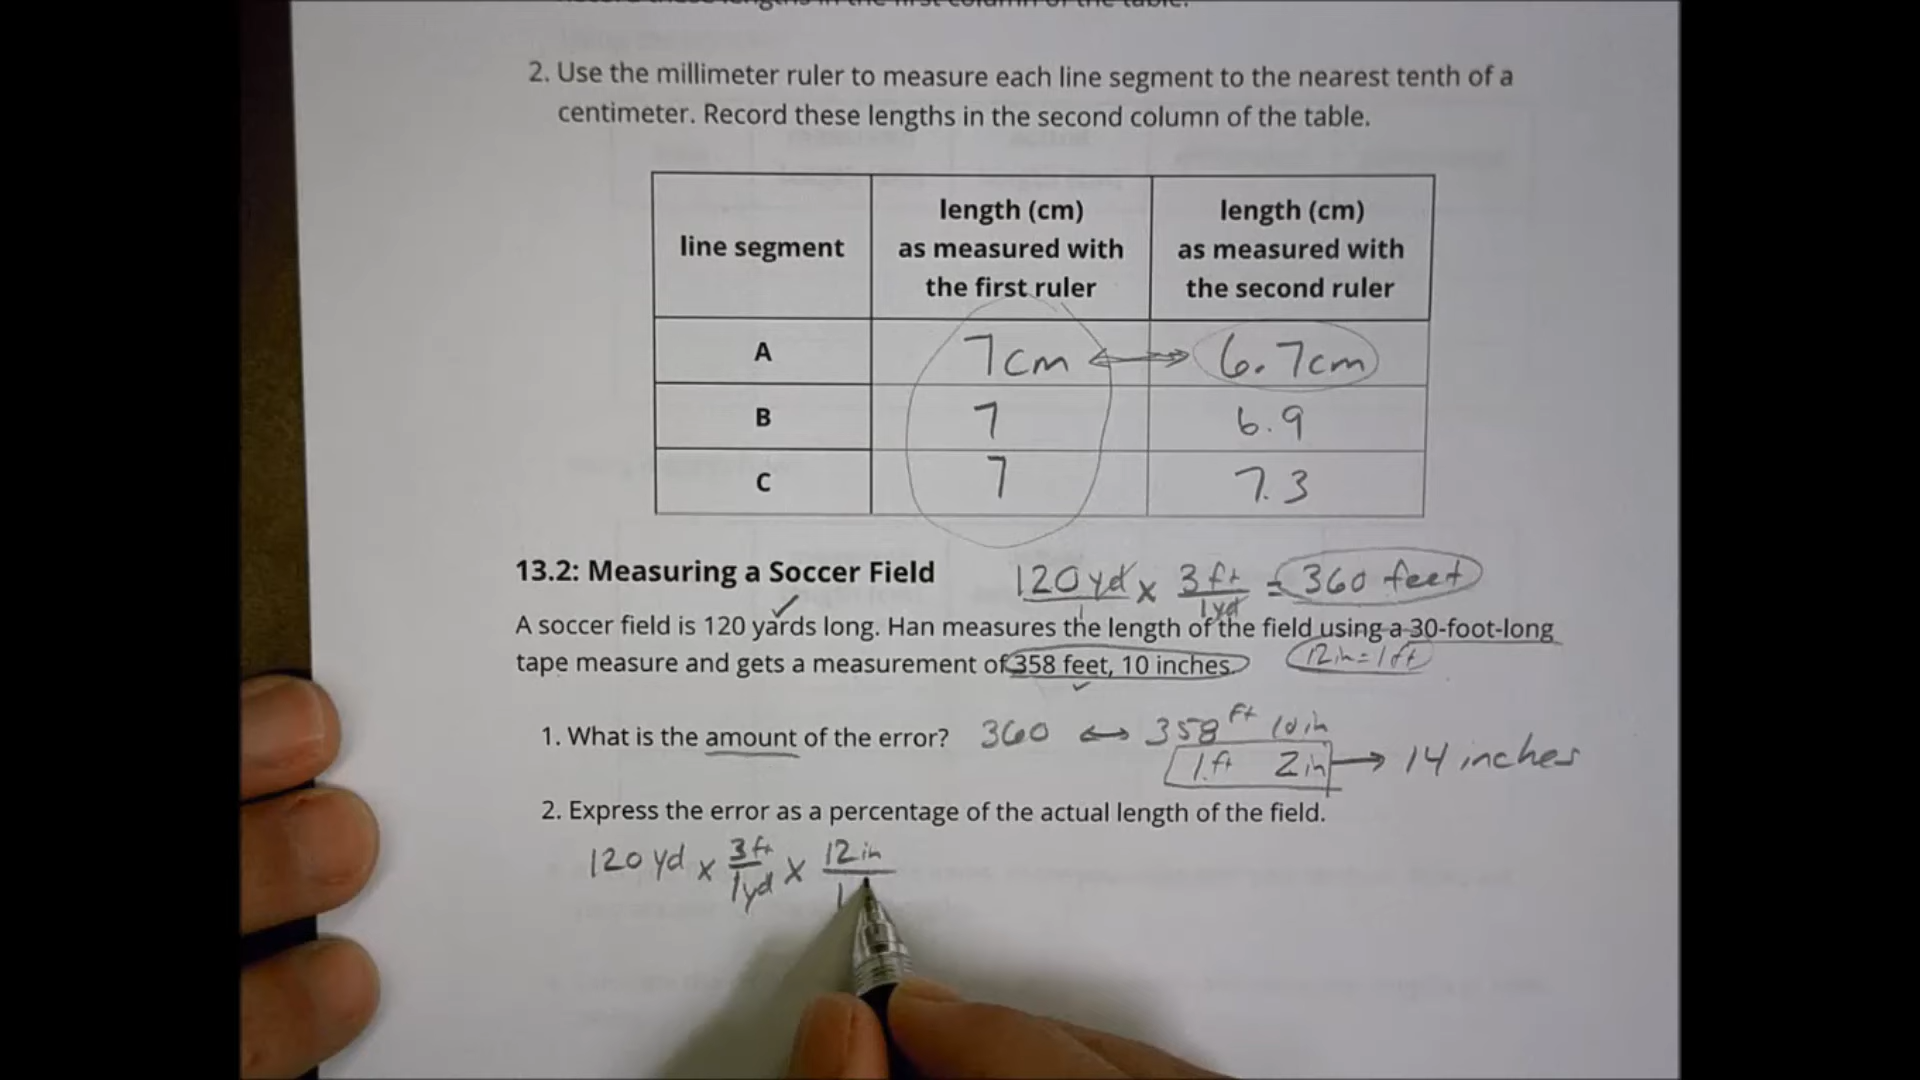 2. Use the millimeter ruler to measure each line segment to the nearest tenth of a
centimeter. Record these lengths in the second column of the table.
line segment
length (cm)
as measured with
the first ruler
length (cm)
as measured with
the second ruler
A 7cm 6.7cm
B 7 6.9
C 7 7.3
13.2: Measuring a Soccer Field
120 yd x 3 ft / 1 yd = 360 feet
A soccer field is 120 yards long. Han measures the length of the field using a 30-foot-long
tape measure and gets a measurement of 358 feet, 10 inches.
12in = 1ft
1. What is the amount of the error? 360 ↔ 358 ft 10 in
1 ft 2 in → 14 inches
2. Express the error as a percentage of the actual length of the field.
120 yd x 3 ft / 1 yd x 12 in / 1